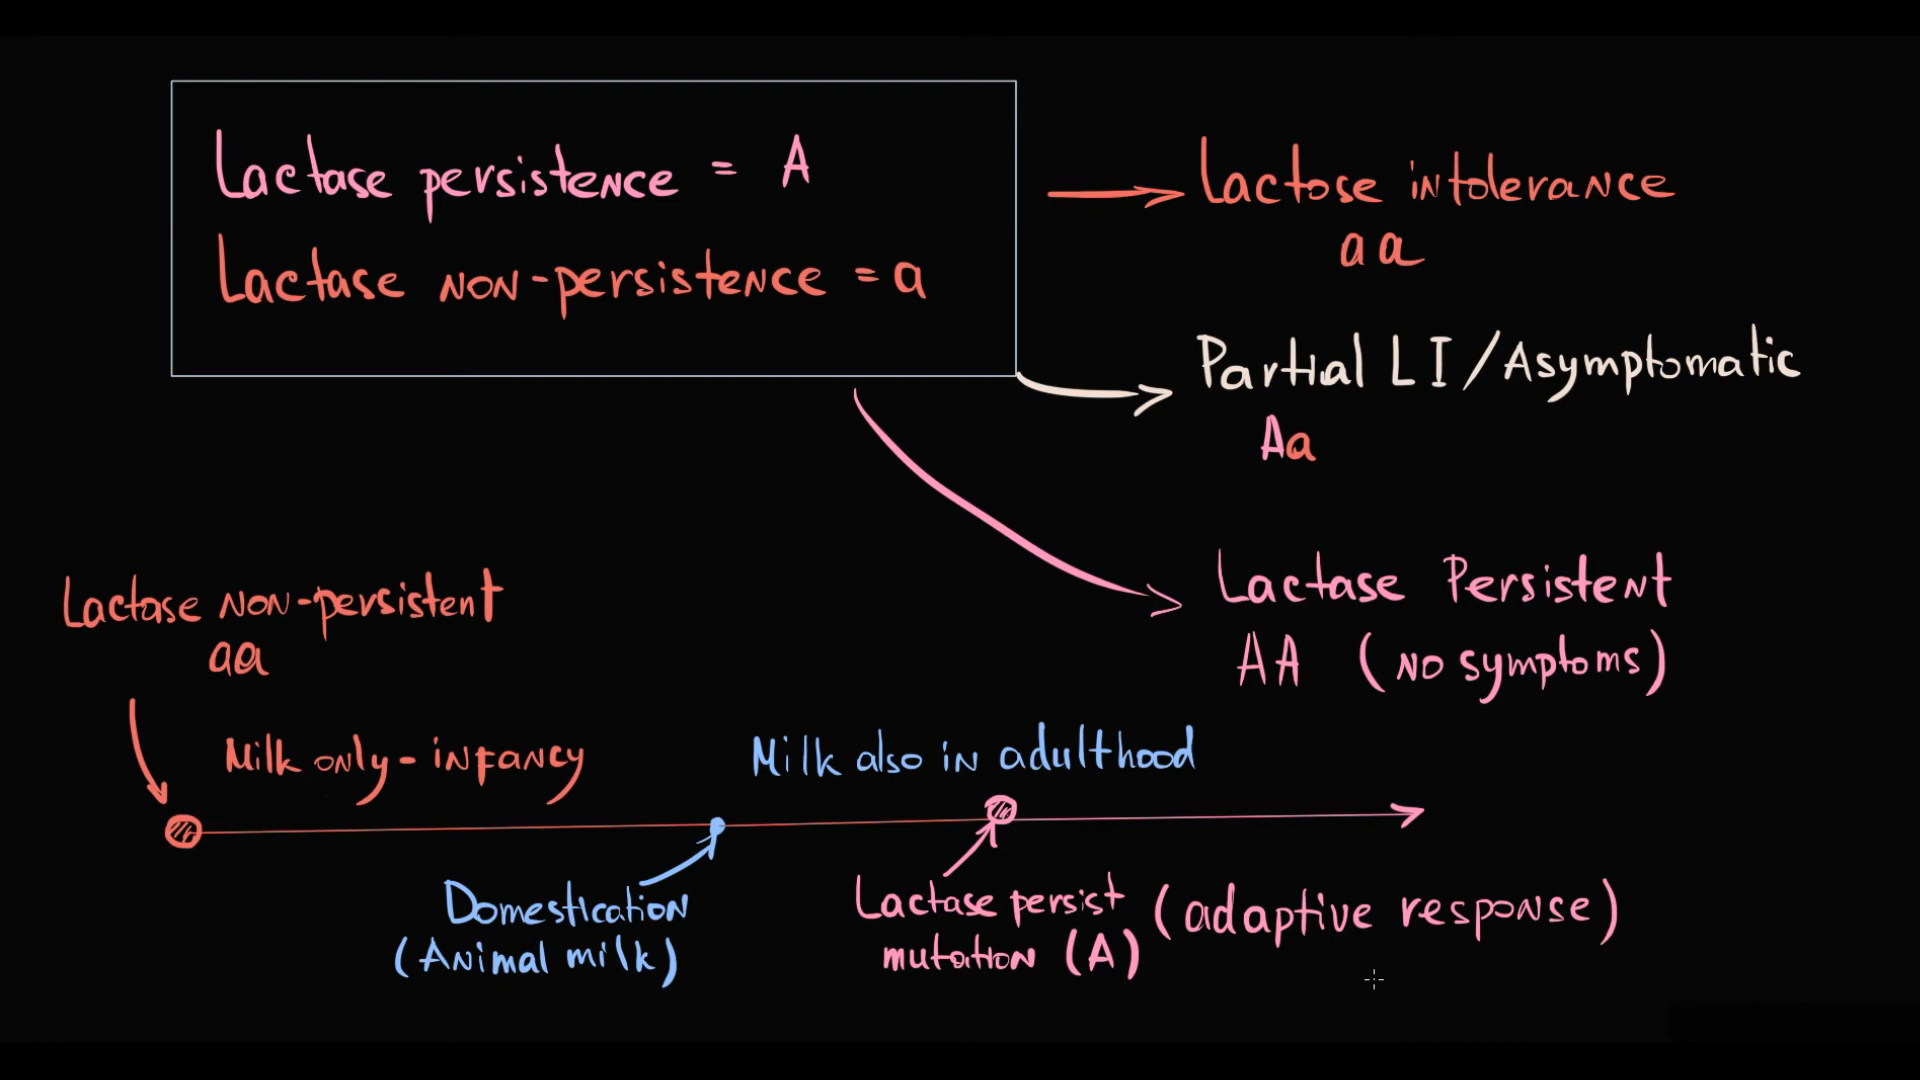 Lactase persistence = A
Lactase non-persistence = a
Lactose intolerance
aa
Partial LI/Asymptomatic
Aa
Lactase Persistent
AA (no symptoms)
Lactase non-persistent
aa
Milk only - infancy
Milk also in adulthood
Domestication
(Animal milk)
Lactase persist (adaptive response)
mutation (A)